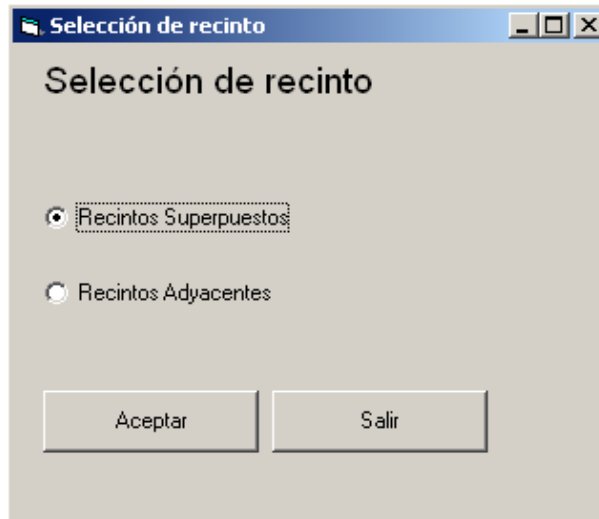 Selección de recinto
Selección de recinto
Recintos Superpuestos
Recintos Adyacentes
Aceptar Salir